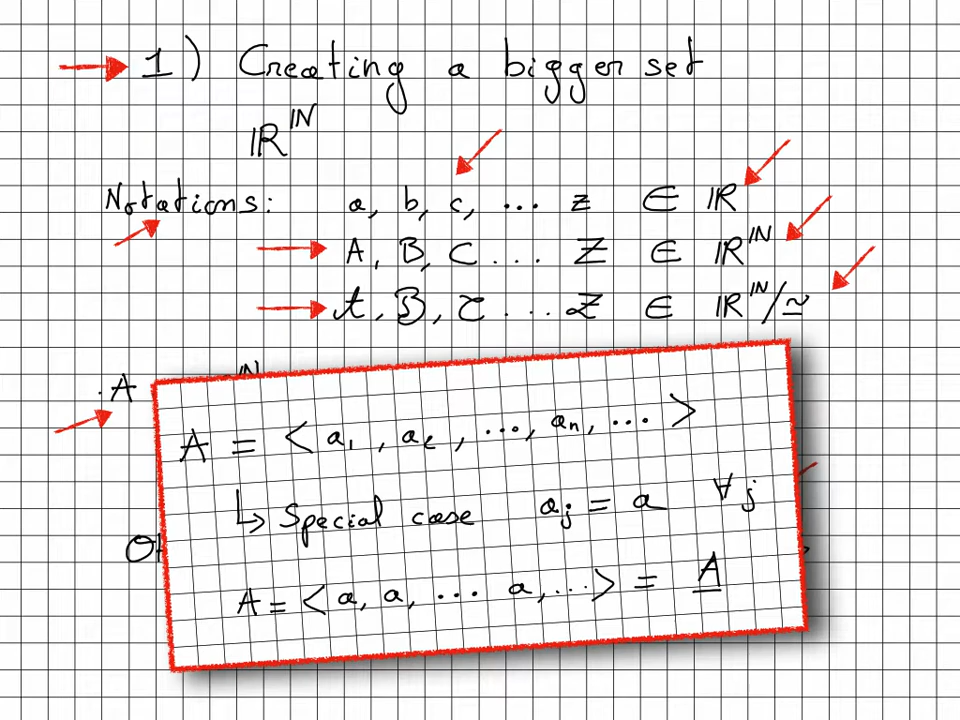 1) Creating a bigger set
ℝ^ℕ
Notations: a, b, c, ... z ∈ ℝ
A, B, C ... Z ∈ ℝ^ℕ
𝒜, ℬ, 𝒞 ... 𝒵 ∈ ℝ^ℕ/≃
. A
A = < a₁, a₂, ..., aₙ, ... >
↳ Special case aⱼ = a ∀j
A = < a, a, ... a, ... > = A̲